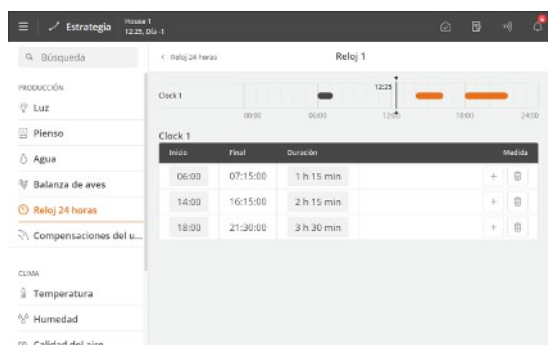 Estrategia
House 1
12:25, Día -1
Búsqueda
Reloj 24 horas
Reloj 1
PRODUCCIÓN
Luz
Pienso
Agua
Balanza de aves
Reloj 24 horas
Compensaciones del u...
CLIMA
Temperatura
Humedad
Calidad del aire
Clock 1
12:25
00:00 06:00 12:00 18:00 24:00
Clock 1
Inicio Final Duración Medida
06:00 07:15:00 1 h 15 min +
14:00 16:15:00 2 h 15 min +
18:00 21:30:00 3 h 30 min +